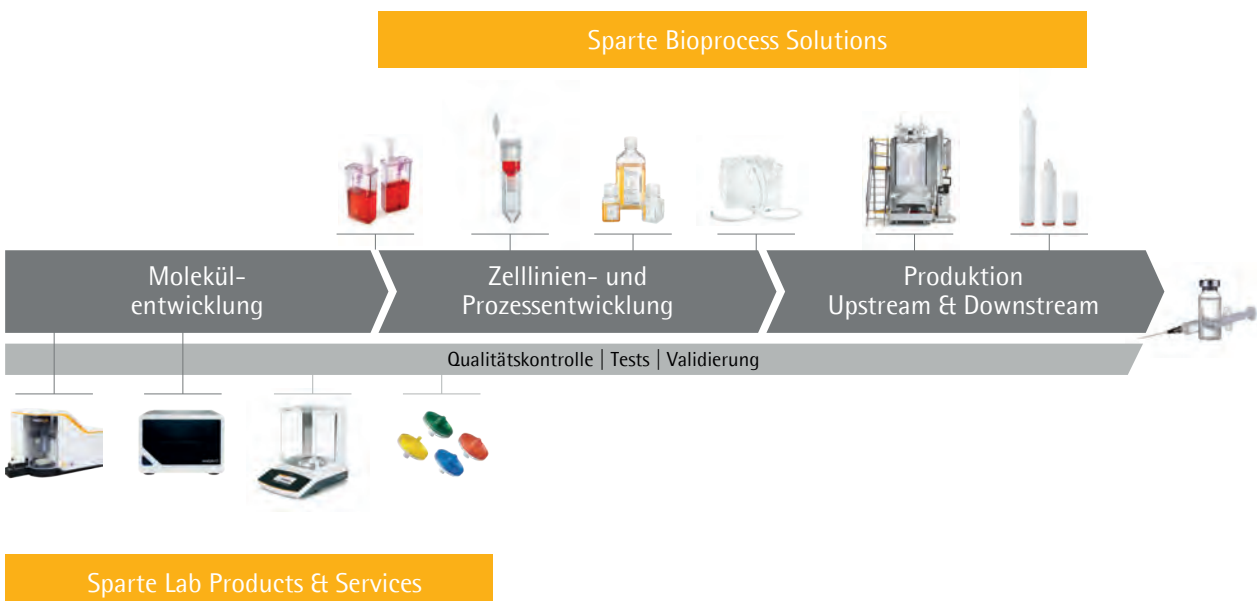 Sparte Bioprocess Solutions
Molekül-
entwicklung
Zelllinien- und
Prozessentwicklung
Produktion
Upstream & Downstream
Qualitätskontrolle | Tests | Validierung
Sparte Lab Products & Services